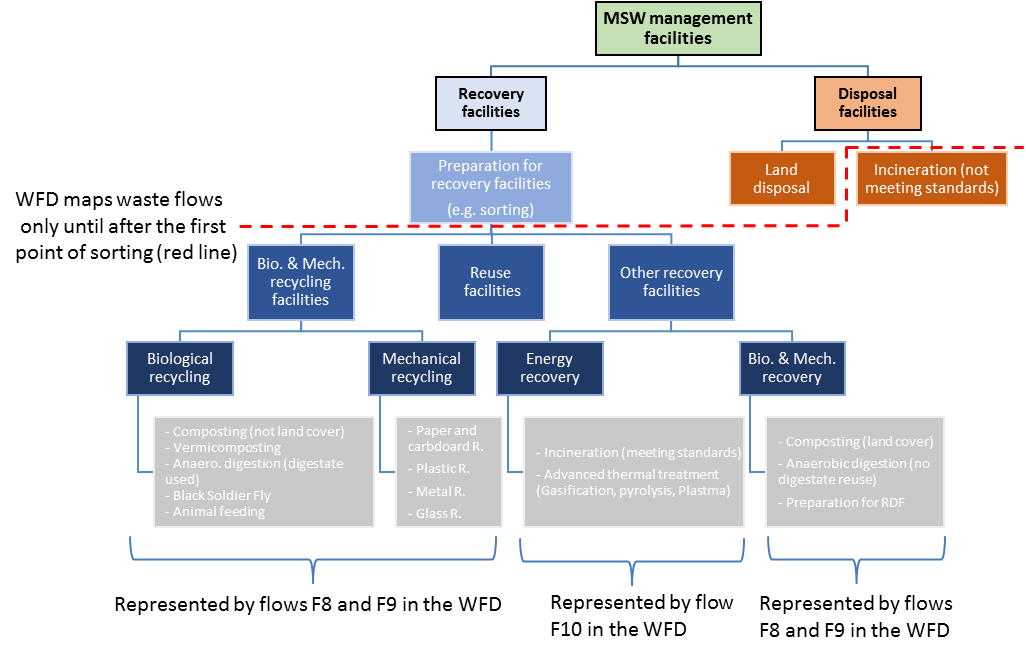 MSW management
facilities
Recovery
facilities
Disposal
facilities
Preparation for
recovery facilities
(e.g. sorting)
Land
disposal
Incineration (not
meeting standards)
WFD maps waste flows
only until after the first
point of sorting (red line)
Bio. & Mech.
recycling
facilities
Reuse
facilities
Other recovery
facilities
Biological
recycling
Mechanical
recycling
Energy
recovery
Bio. & Mech.
recovery
- Composting (not land cover)
- Vermicomposting
- Anaero. digestion (digestate
used)
- Black Soldier Fly
- Animal feeding
- Paper and
carbdoard R.
- Plastic R.
- Metal R.
- Glass R.
- Incineration (meeting standards)
- Advanced thermal treatment
(Gasification, pyrolysis, Plastma)
- Composting (land cover)
- Anaerobic digestion (no
digestate reuse)
- Preparation for RDF
Represented by flows F8 and F9 in the WFD
Represented by flow
F10 in the WFD
Represented by flows
F8 and F9 in the WFD